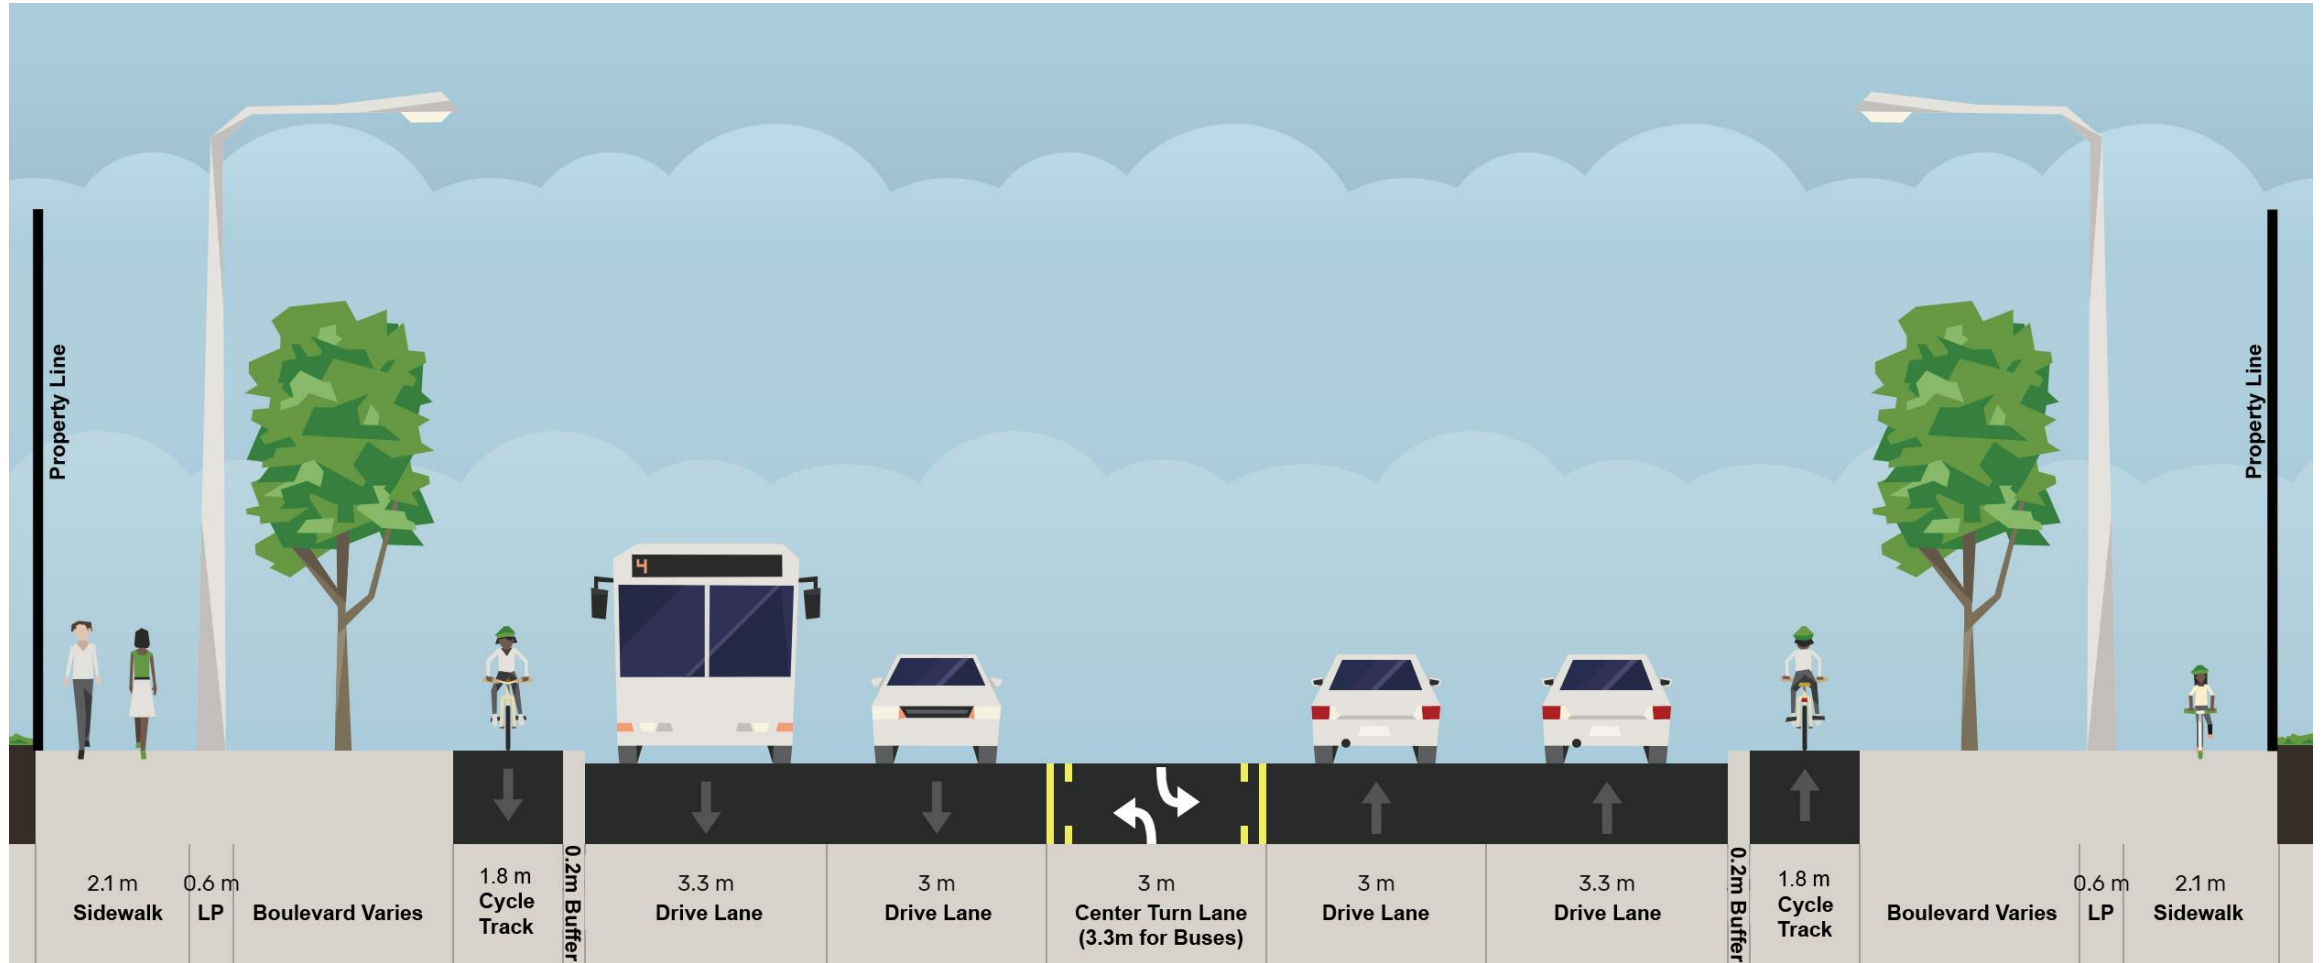 Property Line
4
Property Line
2.1 m
Sidewalk
0.6 m
LP
Boulevard Varies
1.8 m
Cycle
Track
0.2m Buffer
3.3 m
Drive Lane
3 m
Drive Lane
3 m
Center Turn Lane
(3.3m for Buses)
3 m
Drive Lane
3.3 m
Drive Lane
0.2m Buffer
1.8 m
Cycle
Track
Boulevard Varies
0.6 m
LP
2.1 m
Sidewalk